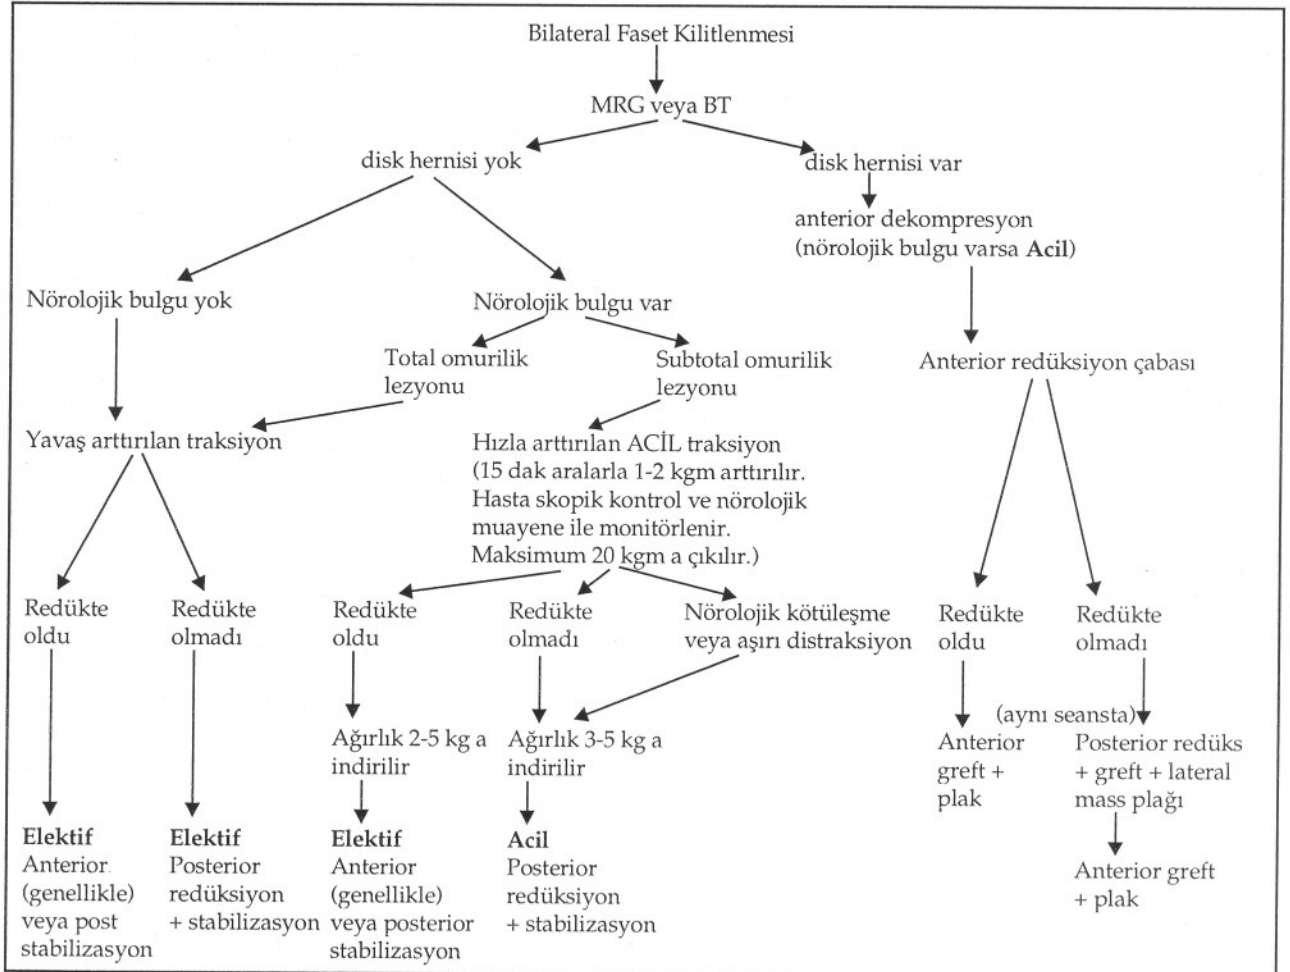 Bilateral Faset Kilitlenmesi
MRG veya BT
disk hernisi yok
disk hernisi var
anterior dekompresyon
(nörolojik bulgu varsa Acil)
Nörolojik bulgu yok
Nörolojik bulgu var
Total omurilik
lezyonu
Subtotal omurilik
lezyonu
Anterior redüksiyon çabası
Yavaş arttırılan traksiyon
Hızla arttırılan ACİL traksiyon
(15 dak aralarla 1-2 kgm arttırılır.
Hasta skopik kontrol ve nörolojik
muayene ile monitörlenir.
Maksimum 20 kgm a çıkılır.)
Redükte
oldu
Redükte
olmadı
Redükte
oldu
Redükte
olmadı
Nörolojik kötüleşme
veya aşırı distraksiyon
Redükte
oldu
Redükte
olmadı
(aynı seansta)
Ağırlık 2-5 kg a
indirilir
Ağırlık 3-5 kg a
indirilir
Anterior
greft +
plak
Posterior redüks
+ greft + lateral
mass plağı
Elektif
Anterior
(genellikle)
veya post
stabilizasyon
Elektif
Posterior
redüksiyon
+ stabilizasyon
Elektif
Anterior
(genellikle)
veya posterior
stabilizasyon
Acil
Posterior
redüksiyon
+ stabilizasyon
Anterior greft
+ plak